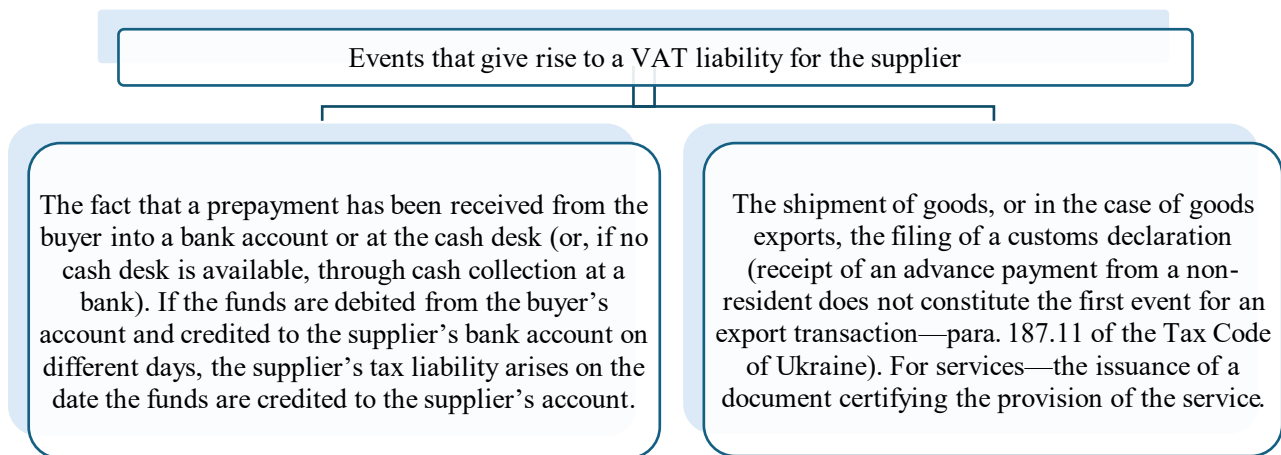 Events that give rise to a VAT liability for the supplier
The fact that a prepayment has been received from the
buyer into a bank account or at the cash desk (or, if no
cash desk is available, through cash collection at a
bank). If the funds are debited from the buyer’s
account and credited to the supplier’s bank account on
different days, the supplier’s tax liability arises on the
date the funds are credited to the supplier’s account.
The shipment of goods, or in the case of goods
exports, the filing of a customs declaration
(receipt of an advance payment from a non-
resident does not constitute the first event for an
export transaction—para. 187.11 of the Tax Code
of Ukraine). For services—the issuance of a
document certifying the provision of the service.